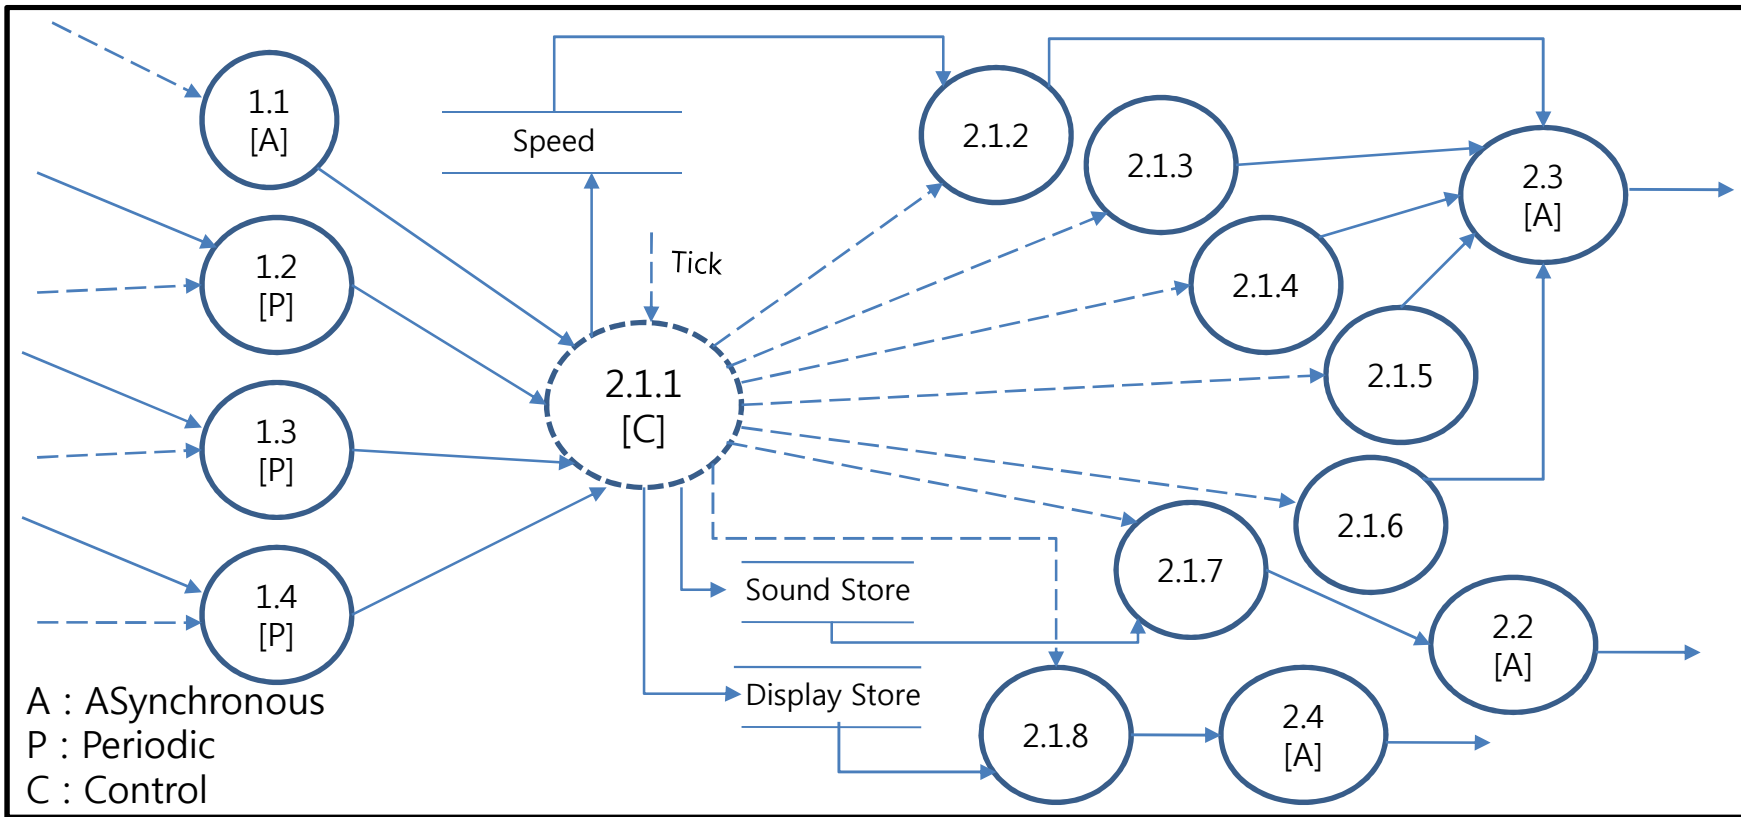 1.1
[A]
Speed
2.1.2
2.1.3
2.3
[A]
1.2
[P]
Tick
2.1.4
2.1.1
[C]
2.1.5
1.3
[P]
2.1.6
2.1.7
Sound Store
1.4
[P]
2.2
[A]
Display Store
2.1.8
2.4
[A]
A : ASynchronous
P : Periodic
C : Control